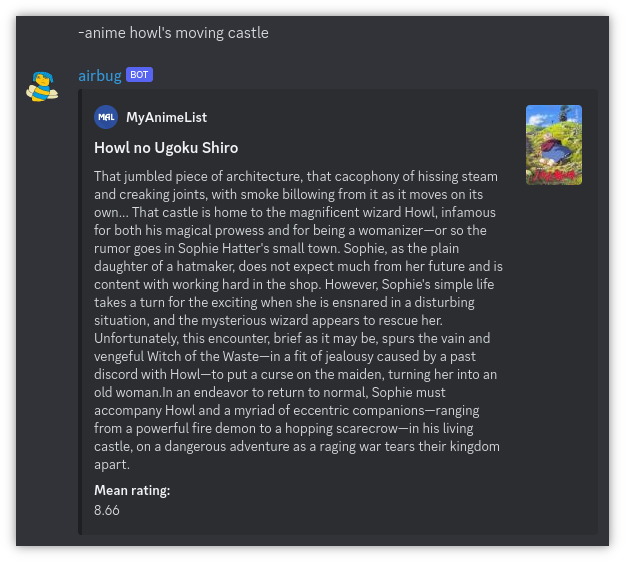 -anime howl's moving castle
airbug BOT
MAL MyAnimeList
Howl no Ugoku Shiro
That jumbled piece of architecture, that cacophony of hissing steam
and creaking joints, with smoke billowing from it as it moves on its
own... That castle is home to the magnificent wizard Howl, infamous
for both his magical prowess and for being a womanizer—or so the
rumor goes in Sophie Hatter's small town. Sophie, as the plain
daughter of a hatmaker, does not expect much from her future and is
content with working hard in the shop. However, Sophie's simple life
takes a turn for the exciting when she is ensnared in a disturbing
situation, and the mysterious wizard appears to rescue her.
Unfortunately, this encounter, brief as it may be, spurs the vain and
vengeful Witch of the Waste—in a fit of jealousy caused by a past
discord with Howl—to put a curse on the maiden, turning her into an
old woman.In an endeavor to return to normal, Sophie must
accompany Howl and a myriad of eccentric companions—ranging
from a powerful fire demon to a hopping scarecrow—in his living
castle, on a dangerous adventure as a raging war tears their kingdom
apart.
Mean rating:
8.66